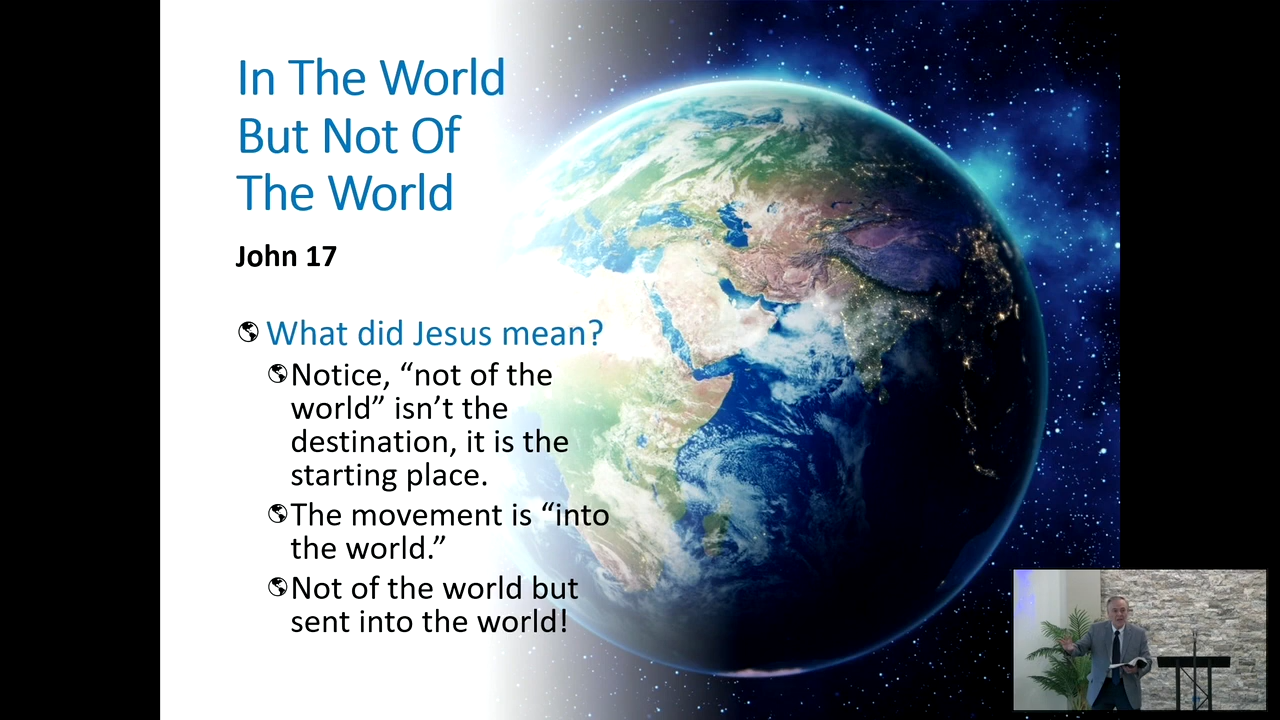 In The World
But Not Of
The World
John 17
What did Jesus mean?
Notice, “not of the
world” isn’t the
destination, it is the
starting place.
The movement is “into
the world.”
Not of the world but
sent into the world!